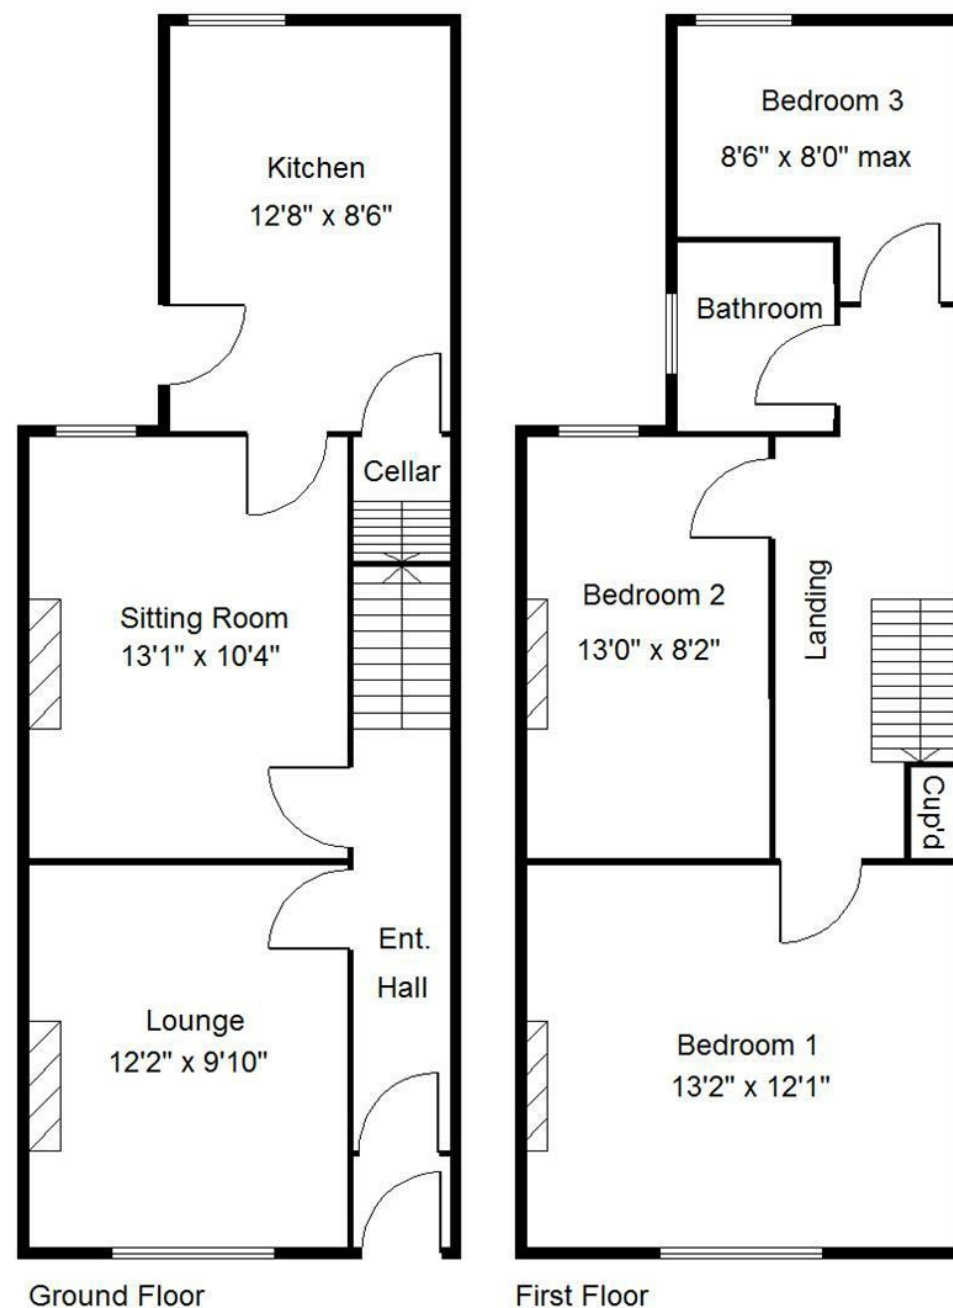 Kitchen
12'8" x 8'6"
Cellar
Sitting Room
13'1" x 10'4"
Ent.
Hall
Lounge
12'2" x 9'10"
Ground Floor
Bedroom 3
8'6" x 8'0" max
Bathroom
Bedroom 2
13'0" x 8'2"
Landing
Cup'd
Bedroom 1
13'2" x 12'1"
First Floor